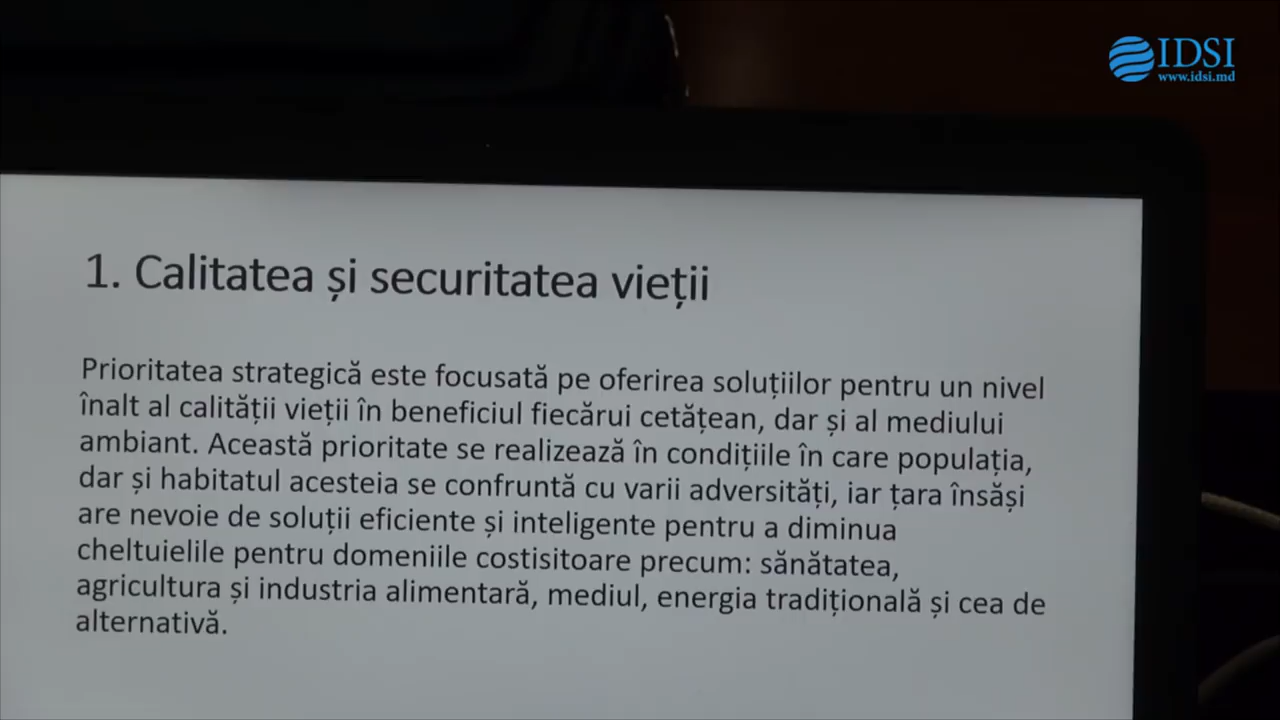 IDSI
www.idsi.md
1. Calitatea și securitatea vieții
Prioritatea strategică este focusată pe oferirea soluțiilor pentru un nivel
înalt al calității vieții în beneficiul fiecărui cetățean, dar și al mediului
ambiant. Această prioritate se realizează în condițiile în care populația,
dar și habitatul acesteia se confruntă cu varii adversități, iar țara însăși
are nevoie de soluții eficiente și inteligente pentru a diminua
cheltuielile pentru domeniile costisitoare precum: sănătatea,
agricultura și industria alimentară, mediul, energia tradițională și cea de
alternativă.